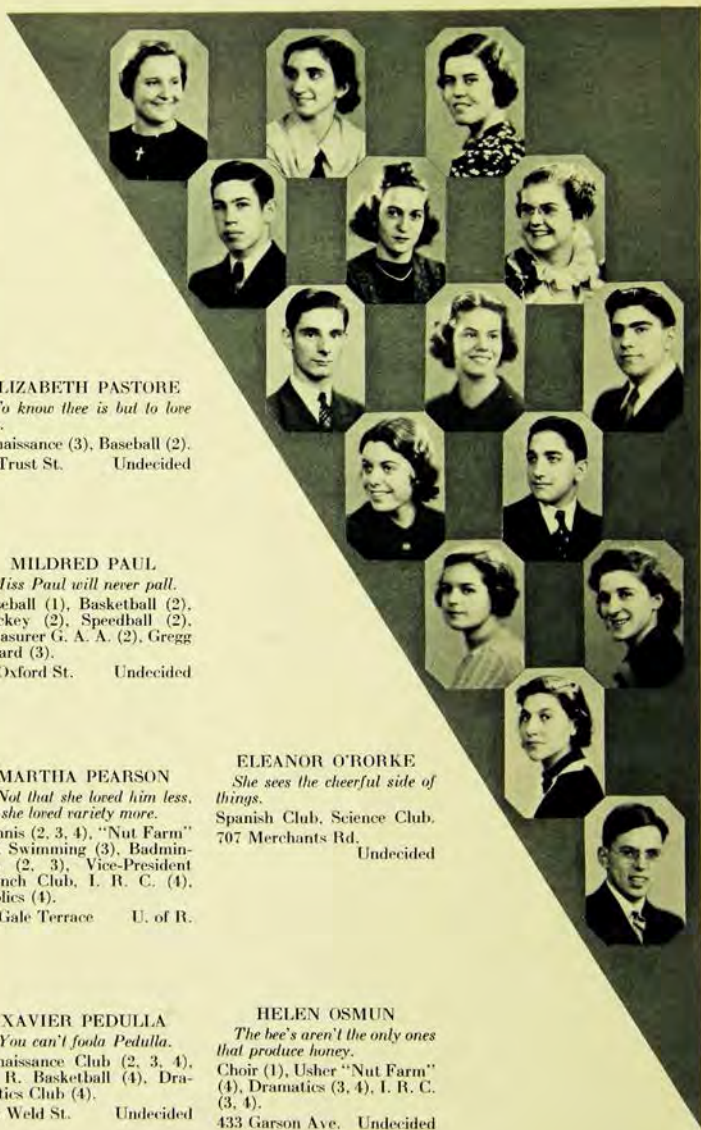 LIZABETH PASTORE
o know thee is but to love
.
naissance (3), Baseball (2).
Trust St. Undecided
MILDRED PAUL
Miss Paul will never pall.
seball (1), Basketball (2),
ckey (2), Speedball (2),
asurer G. A. A. (2), Gregg
ard (3).
Oxford St. Undecided
MARTHA PEARSON
Not that she loved him less,
she loved variety more.
nnis (2, 3, 4), "Nut Farm"
Swimming (3), Badmin-
(2, 3), Vice-President
nch Club, I. R. C. (4),
blics (4).
Gale Terrace U. of R.
XAVIER PEDULLA
You can't foola Pedulla.
naissance Club (2, 3, 4),
R. Basketball (4), Dra-
tics Club (4).
Weld St. Undecided
ELEANOR O'RORKE
She sees the cheerful side of
things.
Spanish Club, Science Club.
707 Merchants Rd.
Undecided
HELEN OSMUN
The bee's aren't the only ones
that produce honey.
Choir (1), Usher "Nut Farm"
(4), Dramatics (3, 4), I. R. C.
(3, 4).
433 Garson Ave. Undecided